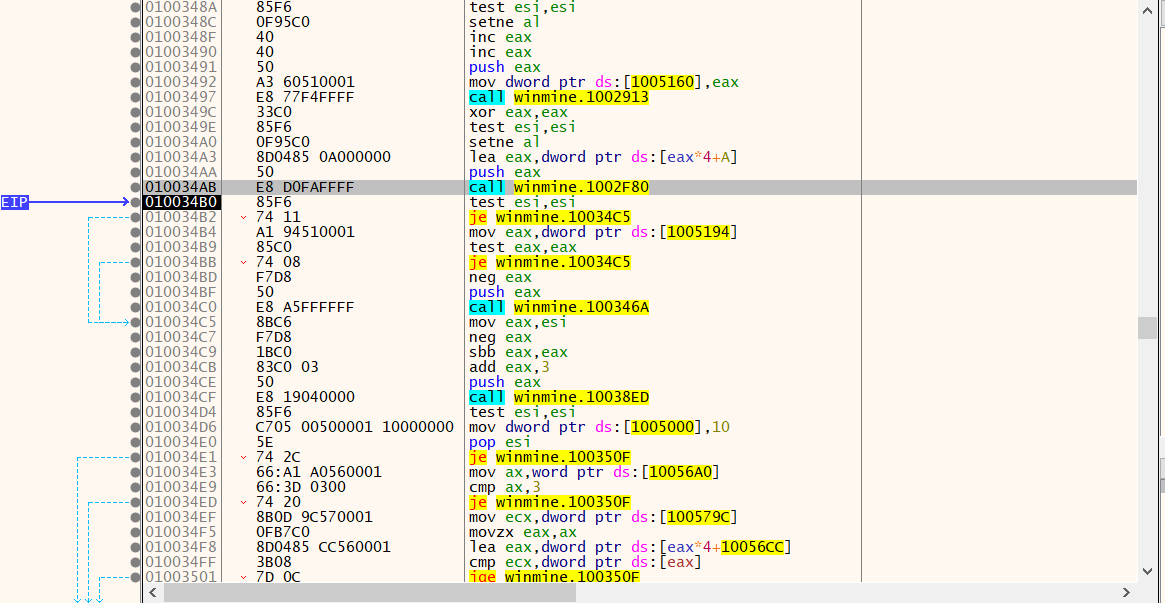 0100348A 85F6 test esi,esi
0100348C 0F95C0 setne al
0100348F 40 inc eax
01003490 40 inc eax
01003491 50 push eax
01003492 A3 60510001 mov dword ptr ds:[1005160],eax
01003497 E8 77F4FFFF call winmine.1002913
0100349C 33C0 xor eax,eax
0100349E 85F6 test esi,esi
010034A0 0F95C0 setne al
010034A3 8D0485 0A000000 lea eax,dword ptr ds:[eax*4+A]
010034AA 50 push eax
010034AB E8 D0FAFFFF call winmine.1002F80
EIP 010034B0 85F6 test esi,esi
010034B2 74 11 je winmine.10034C5
010034B4 A1 94510001 mov eax,dword ptr ds:[1005194]
010034B9 85C0 test eax,eax
010034BB 74 08 je winmine.10034C5
010034BD F7D8 neg eax
010034BF 50 push eax
010034C0 E8 A5FFFFFF call winmine.100346A
010034C5 8BC6 mov eax,esi
010034C7 F7D8 neg eax
010034C9 1BC0 sbb eax,eax
010034CB 83C0 03 add eax,3
010034CE 50 push eax
010034CF E8 19040000 call winmine.10038ED
010034D4 85F6 test esi,esi
010034D6 C705 00500001 10000000 mov dword ptr ds:[1005000],10
010034E0 5E pop esi
010034E1 74 2C je winmine.100350F
010034E3 66:A1 A0560001 mov ax,word ptr ds:[10056A0]
010034E9 66:3D 0300 cmp ax,3
010034ED 74 20 je winmine.100350F
010034EF 8B0D 9C570001 mov ecx,dword ptr ds:[100579C]
010034F5 0FB7C0 movzx eax,ax
010034F8 8D0485 CC560001 lea eax,dword ptr ds:[eax*4+10056CC]
010034FF 3B08 cmp ecx,dword ptr ds:[eax]
01003501 7D 0C jge winmine.100350F